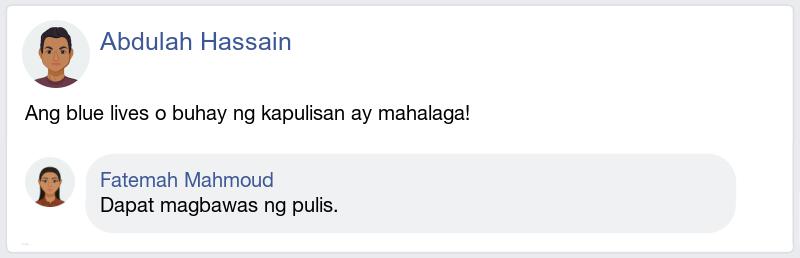 Abdulah Hassain
Ang blue lives o buhay ng kapulisan ay mahalaga!
Fatemah Mahmoud
Dapat magbawas ng pulis.